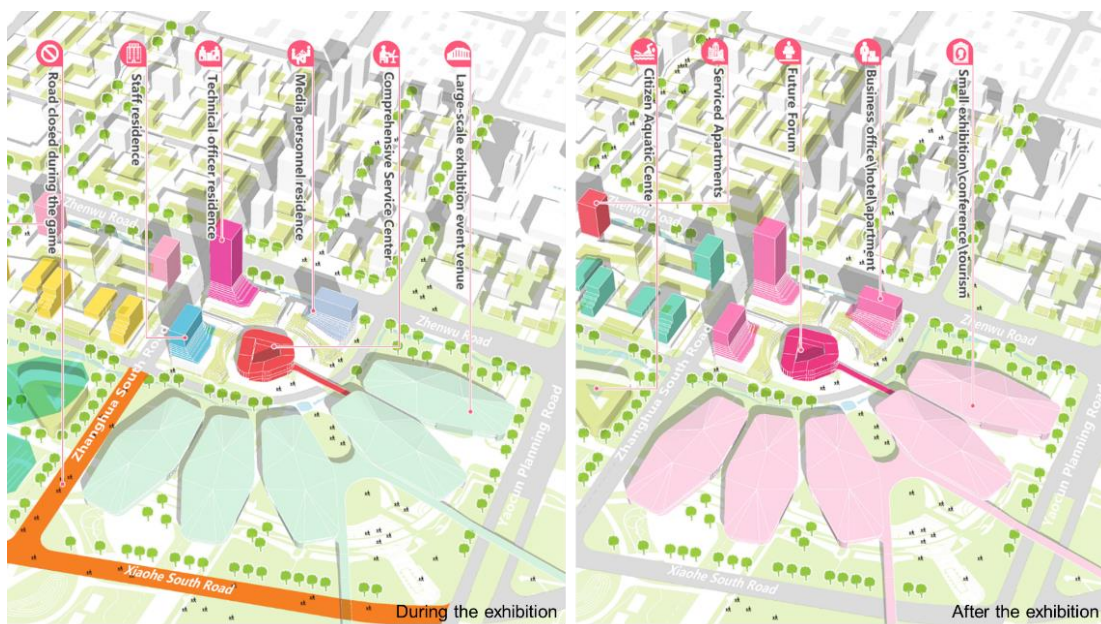 Road closed during the game
Staff residence
Technical officer residence
Media personnel residence
Comprehensive Service Center
Large-scale exhibition event venue
Zhenwu Road
Zhenwu Road
Zhanghua South Road
Yaosun Planning Road
Xiaohe South Road
During the exhibition
Citizen Aquatic Cente
Serviced Apartments
Future Forum
Business office\hotel\apartment
Small exhibition\conference\tourism
Zhenwu Road
Zhenwu Road
Zhanghua South Road
Yaosun Planning Road
Xiaohe South Road
After the exhibition